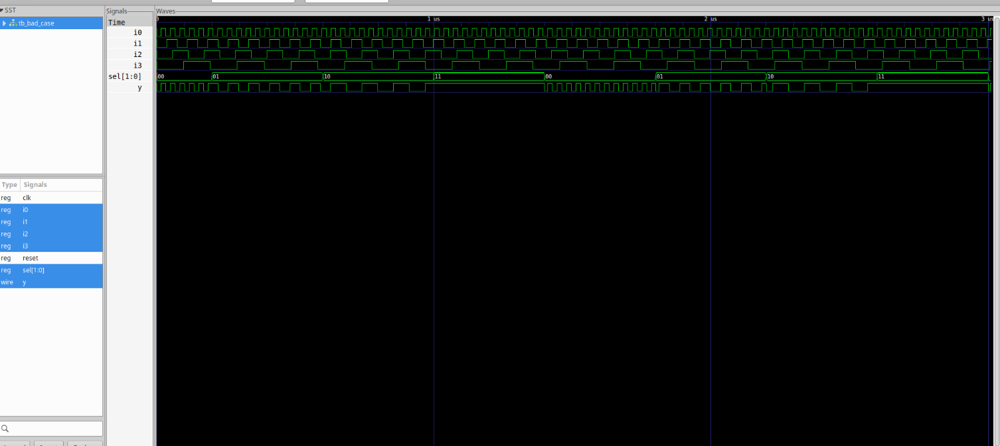 SST
tb_bad_case
Type Signals
reg clk
reg i0
reg i1
reg i2
reg i3
reg reset
reg sel[1:0]
wire y
Signals
Time
i0
i1
i2
i3
sel[1:0]
y
Waves
0 1 us 2 us 3 us
00 01 10 11 00 01 10 11